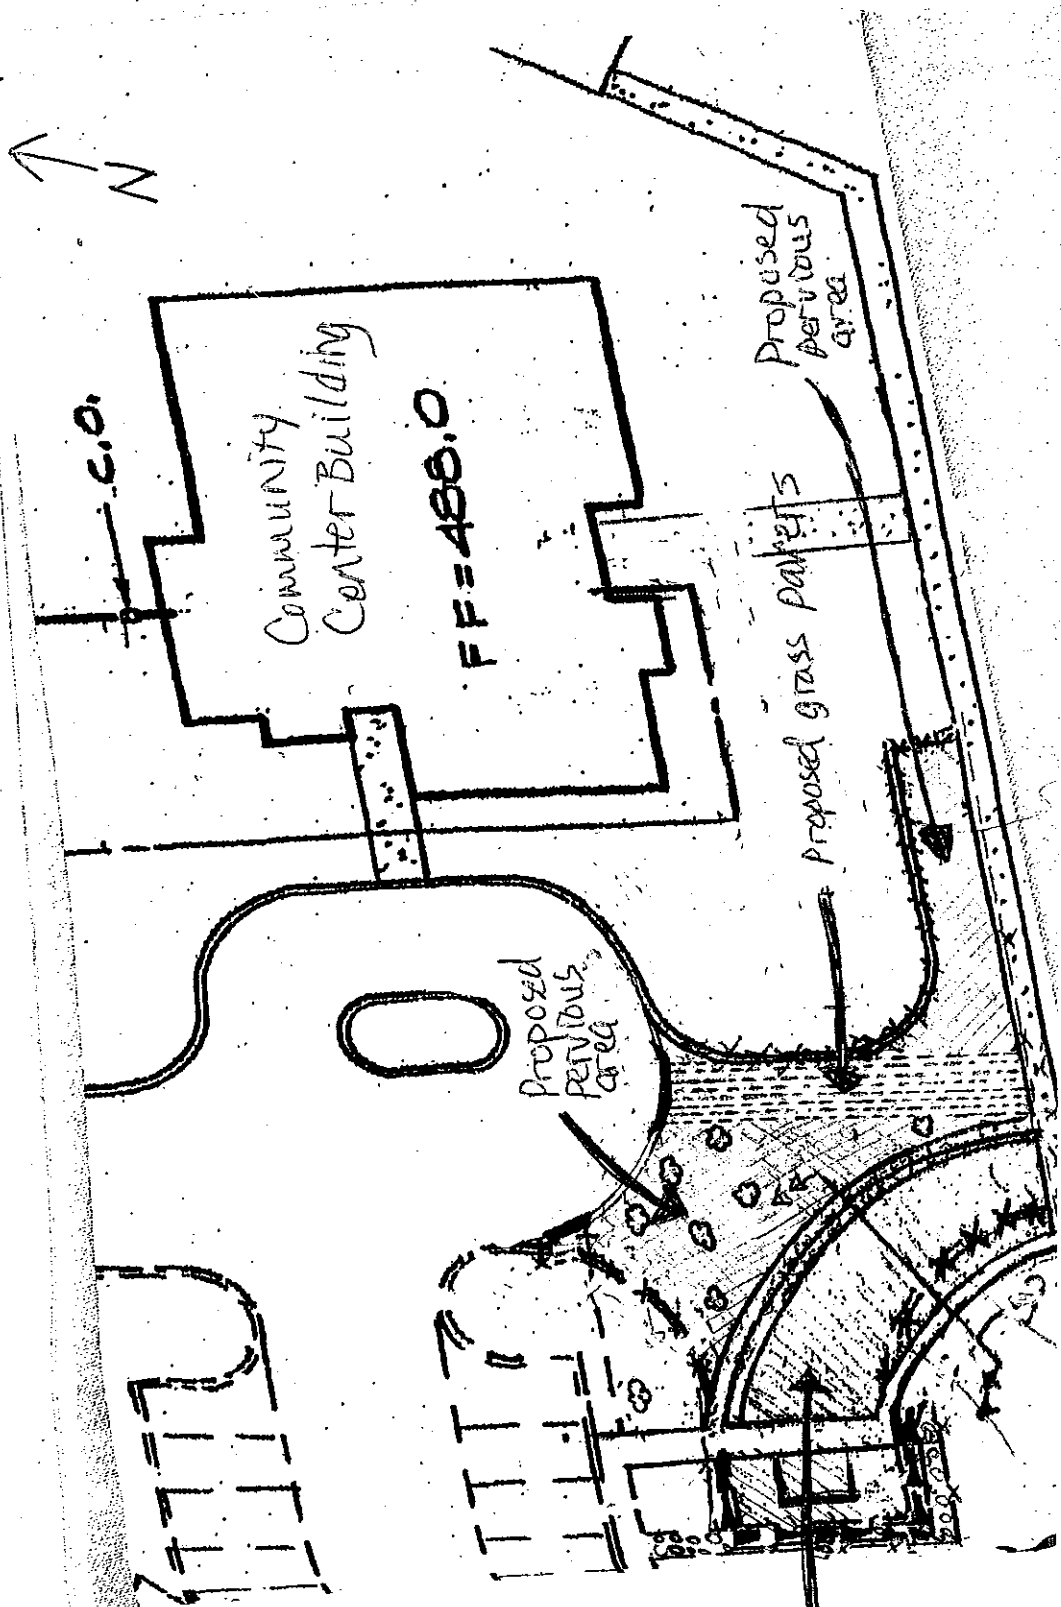 N
C.O.
Community
Center Building
FF=488.0
Proposed
pervious
area
Proposed grass pavers
Proposed
pervious
area